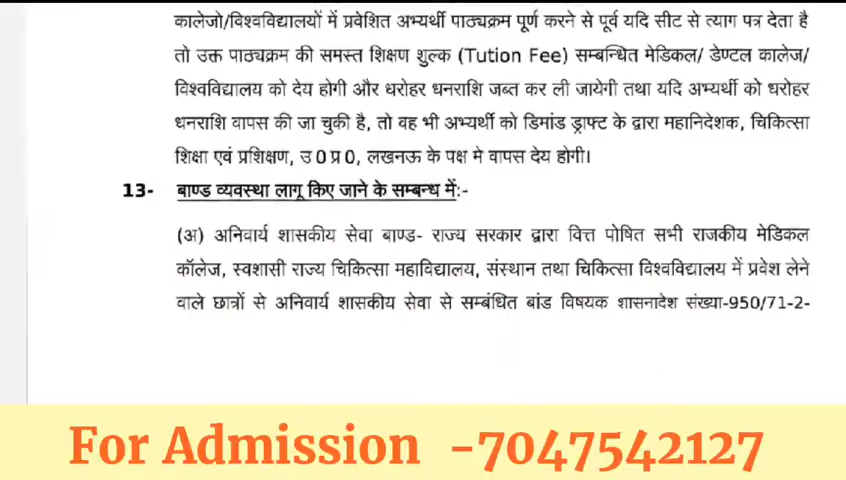 कालेजो/विश्वविद्यालयों में प्रवेशित अभ्यर्थी पाठ्यक्रम पूर्ण करने से पूर्व यदि सीट से त्याग पत्र देता है
तो उक्त पाठ्यक्रम की समस्त शिक्षण शुल्क (Tution Fee) सम्बन्धित मेडिकल/ डेण्टल कालेज/
विश्वविद्यालय को देय होगी और धरोहर धनराशि जब्त कर ली जायेगी तथा यदि अभ्यर्थी को धरोहर
धनराशि वापस की जा चुकी है, तो वह भी अभ्यर्थी को डिमांड ड्राफ्ट के द्वारा महानिदेशक, चिकित्सा
शिक्षा एवं प्रशिक्षण, उ0प्र0, लखनऊ के पक्ष मे वापस देय होगी।
13- बाण्ड व्यवस्था लागू किए जाने के सम्बन्ध में:-
(अ) अनिवार्य शासकीय सेवा बाण्ड- राज्य सरकार द्वारा वित्त पोषित सभी राजकीय मेडिकल
कॉलेज, स्वशासी राज्य चिकित्सा महाविद्यालय, संस्थान तथा चिकित्सा विश्वविद्यालय में प्रवेश लेने
वाले छात्रों से अनिवार्य शासकीय सेवा से सम्बंधित बांड विषयक शासनादेश संख्या-950/71-2-
For Admission -7047542127